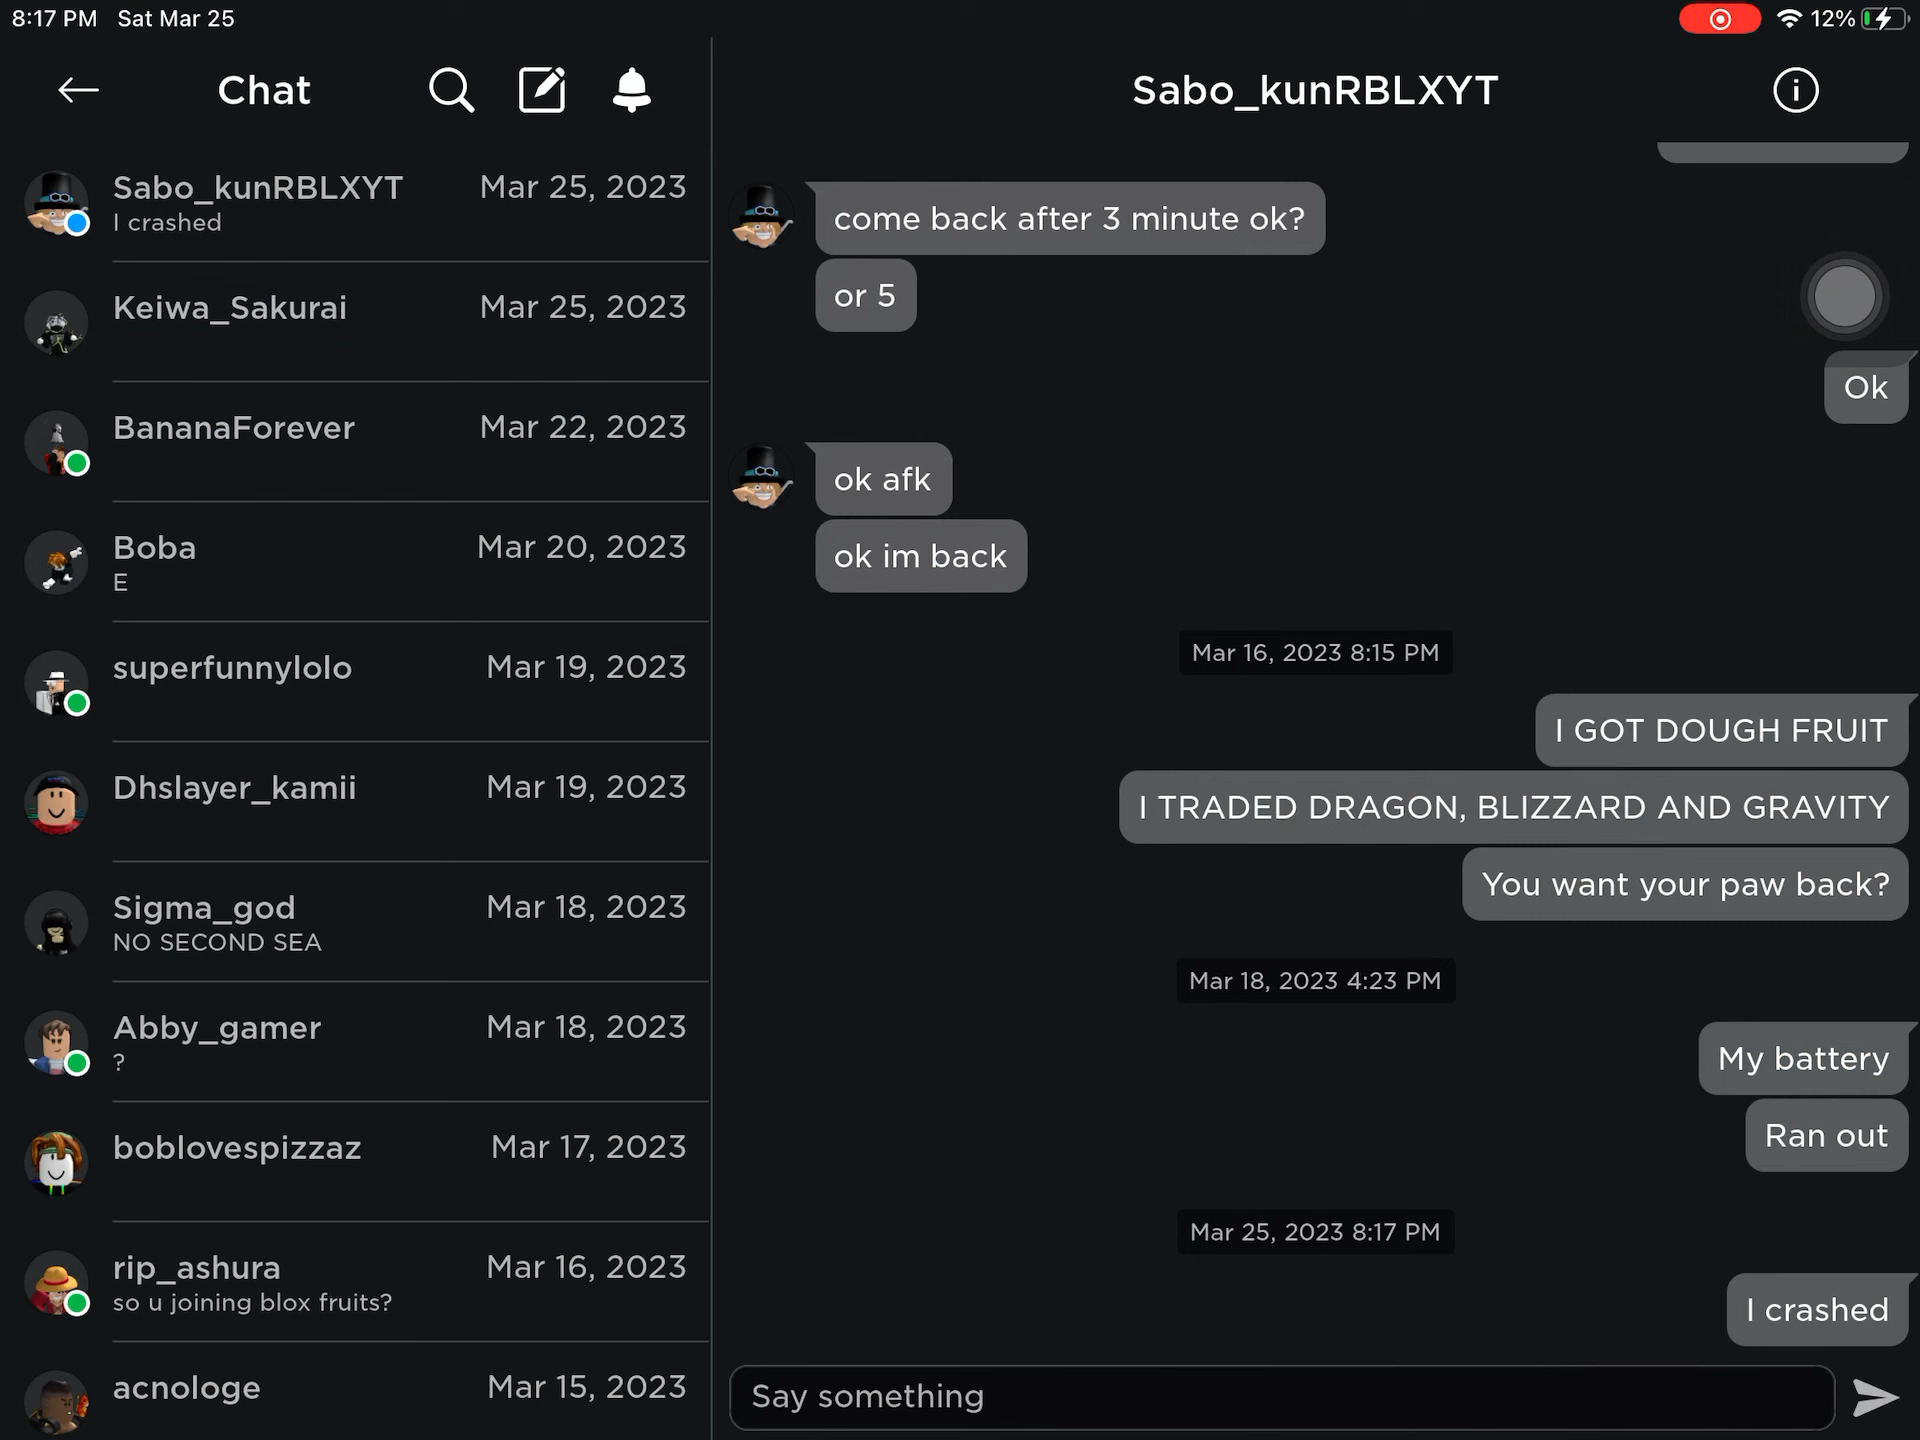 8:17 PM Sat Mar 25
12%
Chat
Sabo_kunRBLXYT Mar 25, 2023
I crashed
Keiwa_Sakurai Mar 25, 2023
BananaForever Mar 22, 2023
Boba Mar 20, 2023
E
superfunnylolo Mar 19, 2023
Dhslayer_kamii Mar 19, 2023
Sigma_god Mar 18, 2023
NO SECOND SEA
Abby_gamer Mar 18, 2023
?
boblovespizzaz Mar 17, 2023
rip_ashura Mar 16, 2023
so u joining blox fruits?
acnologe Mar 15, 2023
Sabo_kunRBLXYT
come back after 3 minute ok?
or 5
Ok
ok afk
ok im back
Mar 16, 2023 8:15 PM
I GOT DOUGH FRUIT
I TRADED DRAGON, BLIZZARD AND GRAVITY
You want your paw back?
Mar 18, 2023 4:23 PM
My battery
Ran out
Mar 25, 2023 8:17 PM
I crashed
Say something